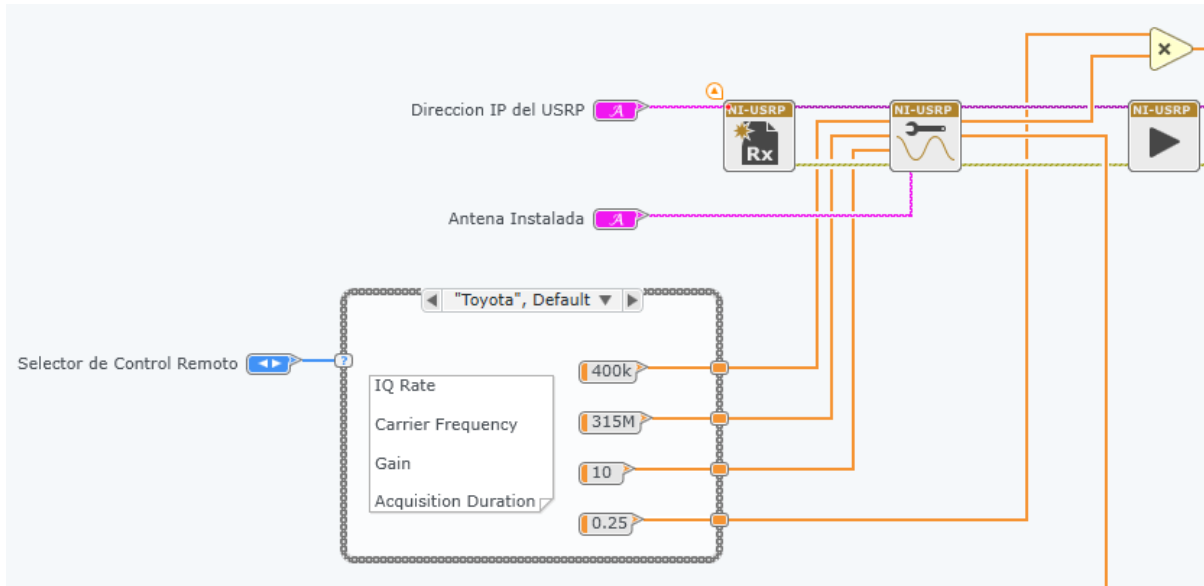 Direccion IP del USRP
NI-USRP
Rx
NI-USRP
NI-USRP
Antena Instalada
"Toyota", Default
Selector de Control Remoto
?
IQ Rate
Carrier Frequency
Gain
Acquisition Duration
400k
315M
10
0.25